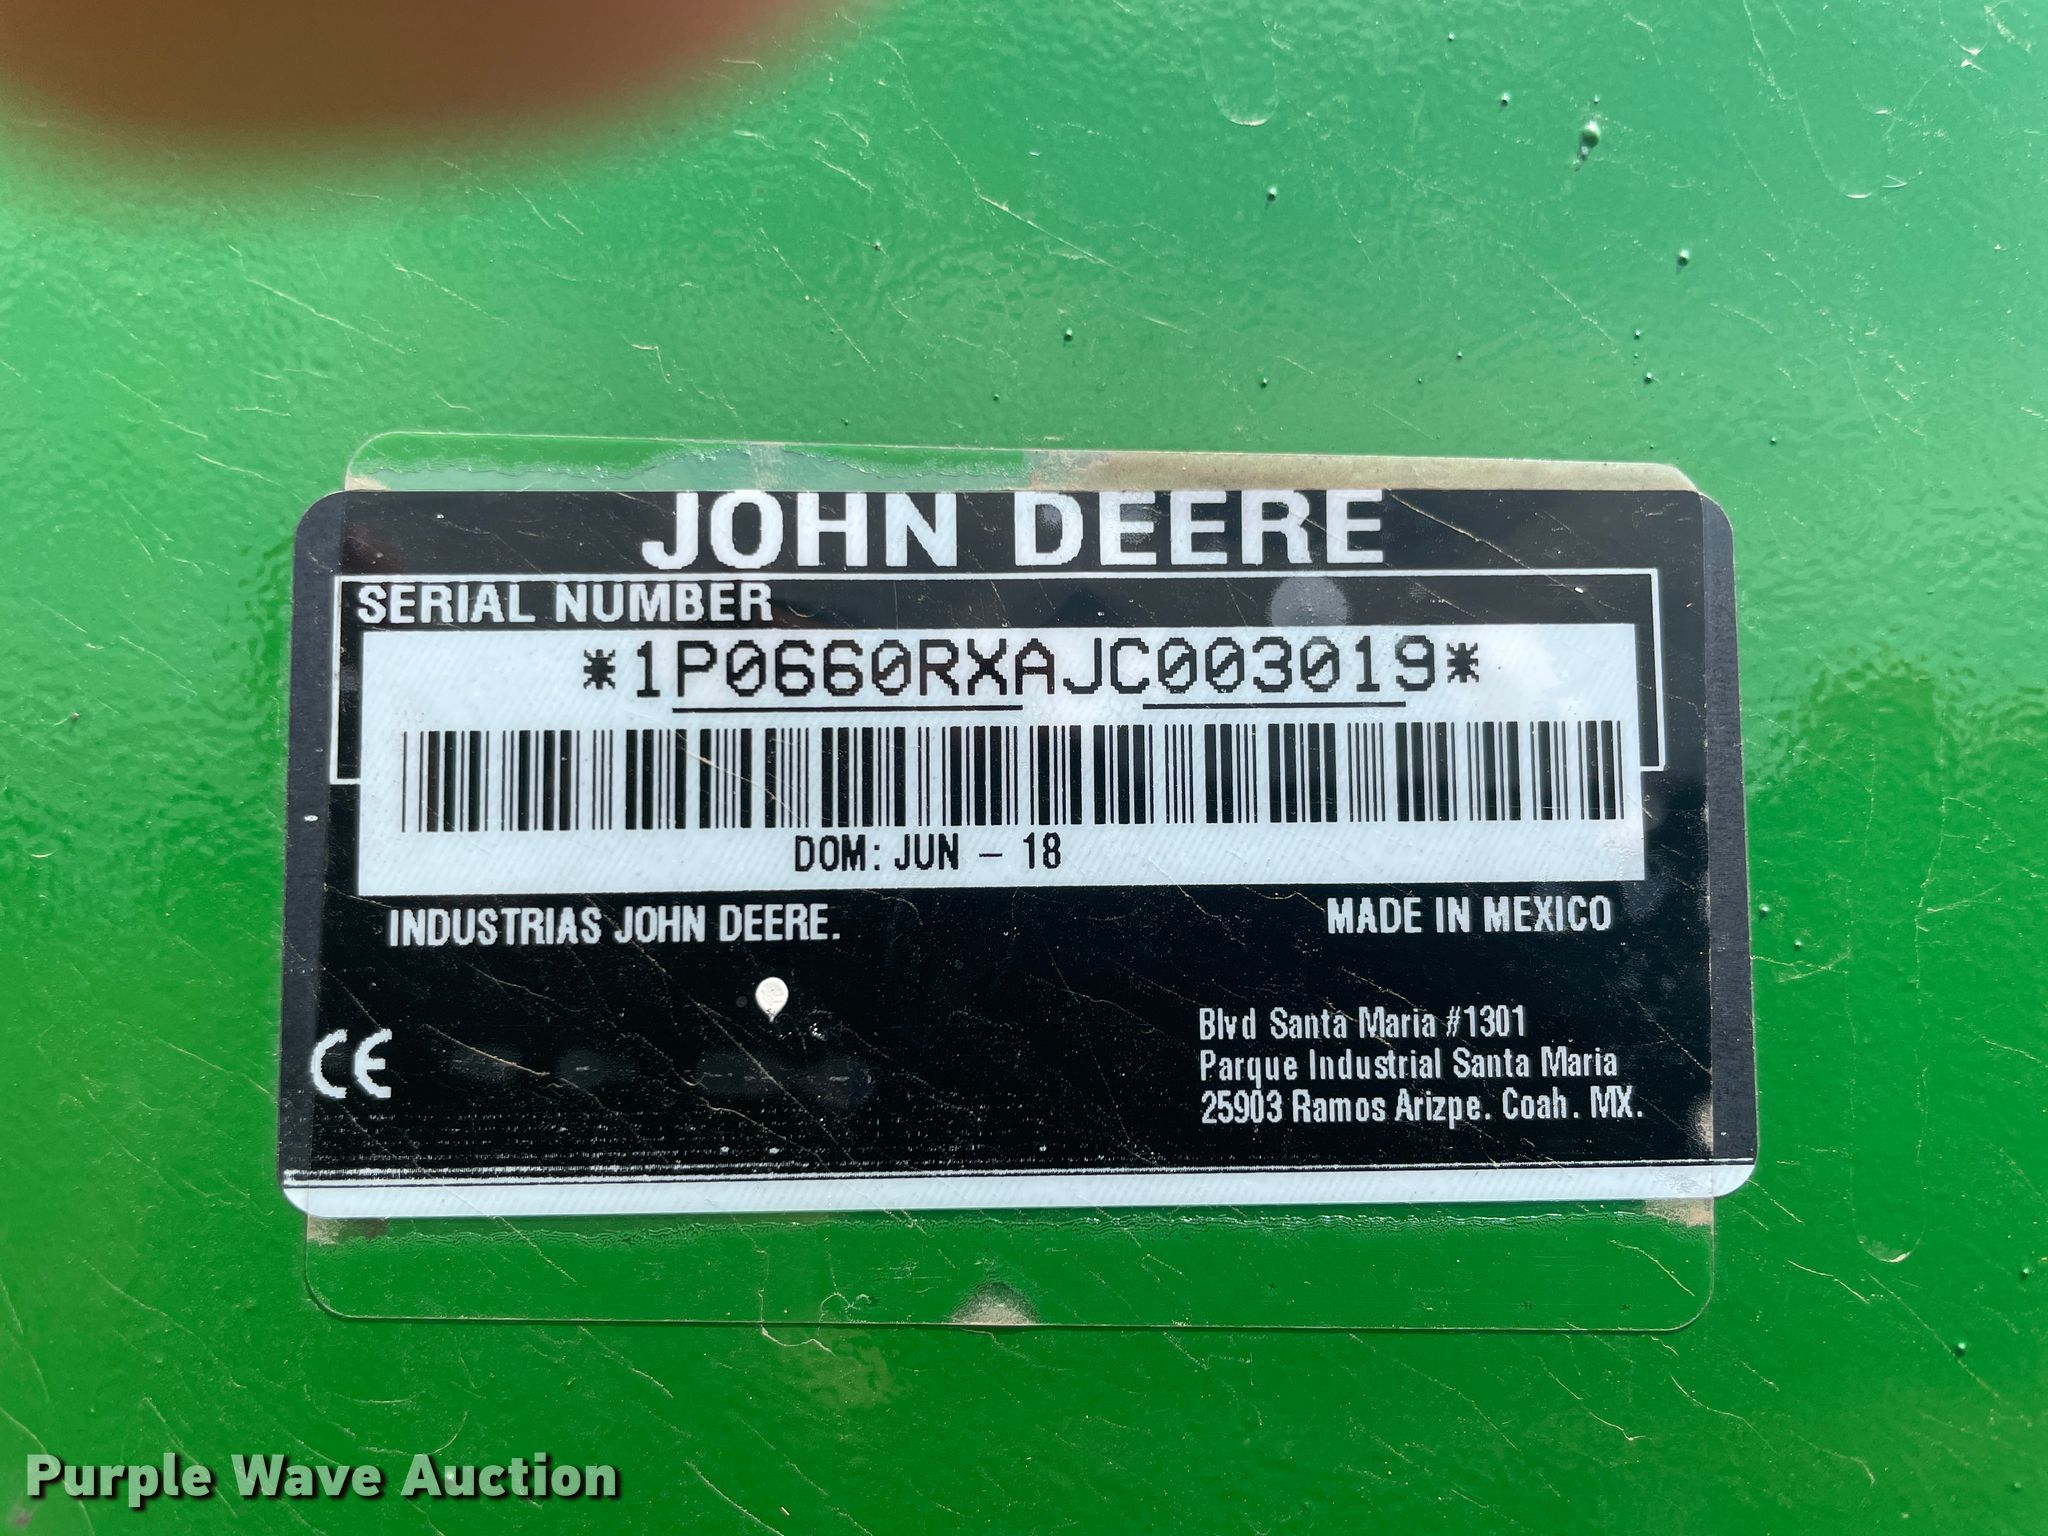 JOHN DEERE
SERIAL NUMBER
*1P0660RXAJC003019*
DOM: JUN - 18
INDUSTRIAS JOHN DEERE.
MADE IN MEXICO
CE
Blvd Santa Maria #1301
Parque Industrial Santa Maria
25903 Ramos Arizpe. Coah. MX.
Purple Wave Auction